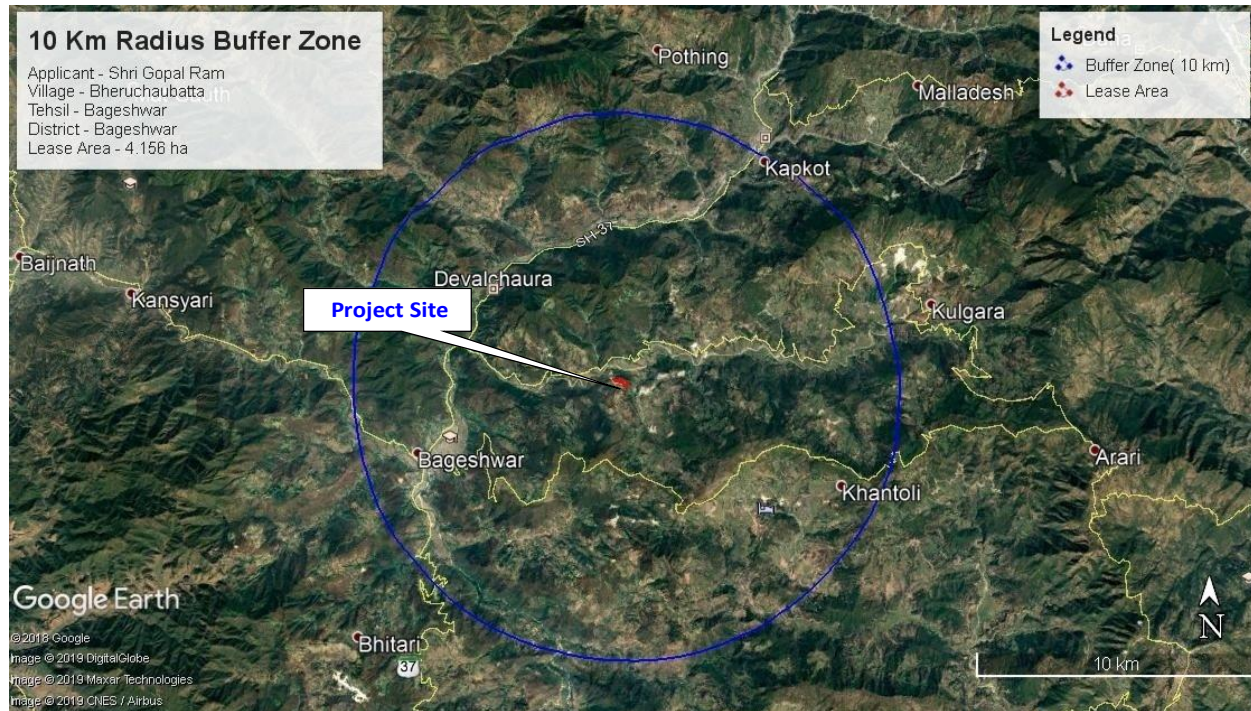 10 Km Radius Buffer Zone
Applicant - Shri Gopal Ram
Village - Bheruchaubatta
Tehsil - Bageshwar
District - Bageshwar
Lease Area - 4.156 ha
Legend
Buffer Zone( 10 km)
Lease Area
Pothing
Malladesh
Kapkot
SH-37
Baijnath
Kansyari
Devalchaura
Project Site
Kulgara
Bageshwar
Arari
Khantoli
Google Earth
©2018 Google
Image © 2019 DigitalGlobe
Image © 2019 Maxar Technologies
Image © 2019 CNES / Airbus
Bhitari
37
N
10 km